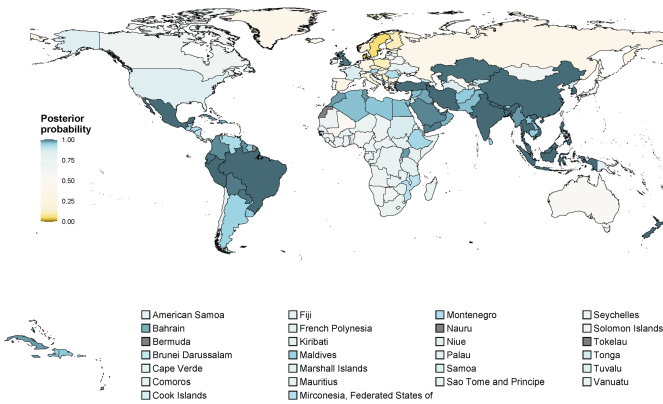 Posterior
probability
1.00
0.75
0.50
0.25
0.00
American Samoa
Bahrain
Bermuda
Brunei Darussalam
Cape Verde
Comoros
Cook Islands
Fiji
French Polynesia
Kiribati
Maldives
Marshall Islands
Mauritius
Mirconesia, Federated States of
Montenegro
Nauru
Niue
Palau
Samoa
Sao Tome and Principe
Seychelles
Solomon Islands
Tokelau
Tonga
Tuvalu
Vanuatu